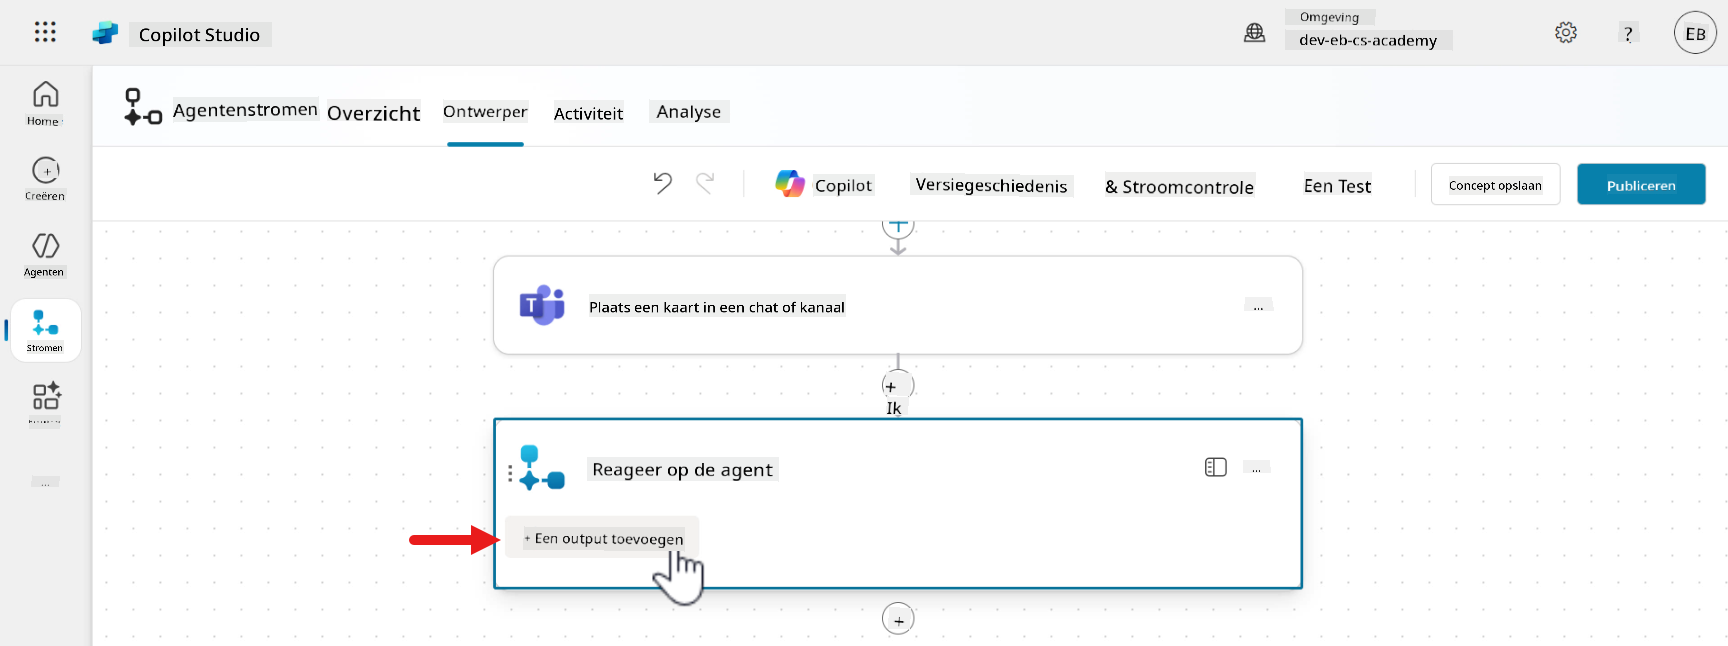 Copilot Studio
Omgeving
dev-eb-cs-academy
?
EB
Home
Agentenstromen Overzicht Ontwerper Activiteit Analyse
Creëren
Copilot Versiegeschiedenis & Stroomcontrole Een Test Concept opslaan Publiceren
Agenten
Plaats een kaart in een chat of kanaal ...
Stromen
+
Ik
Reageer op de agent ...
...
+ Een output toevoegen
+